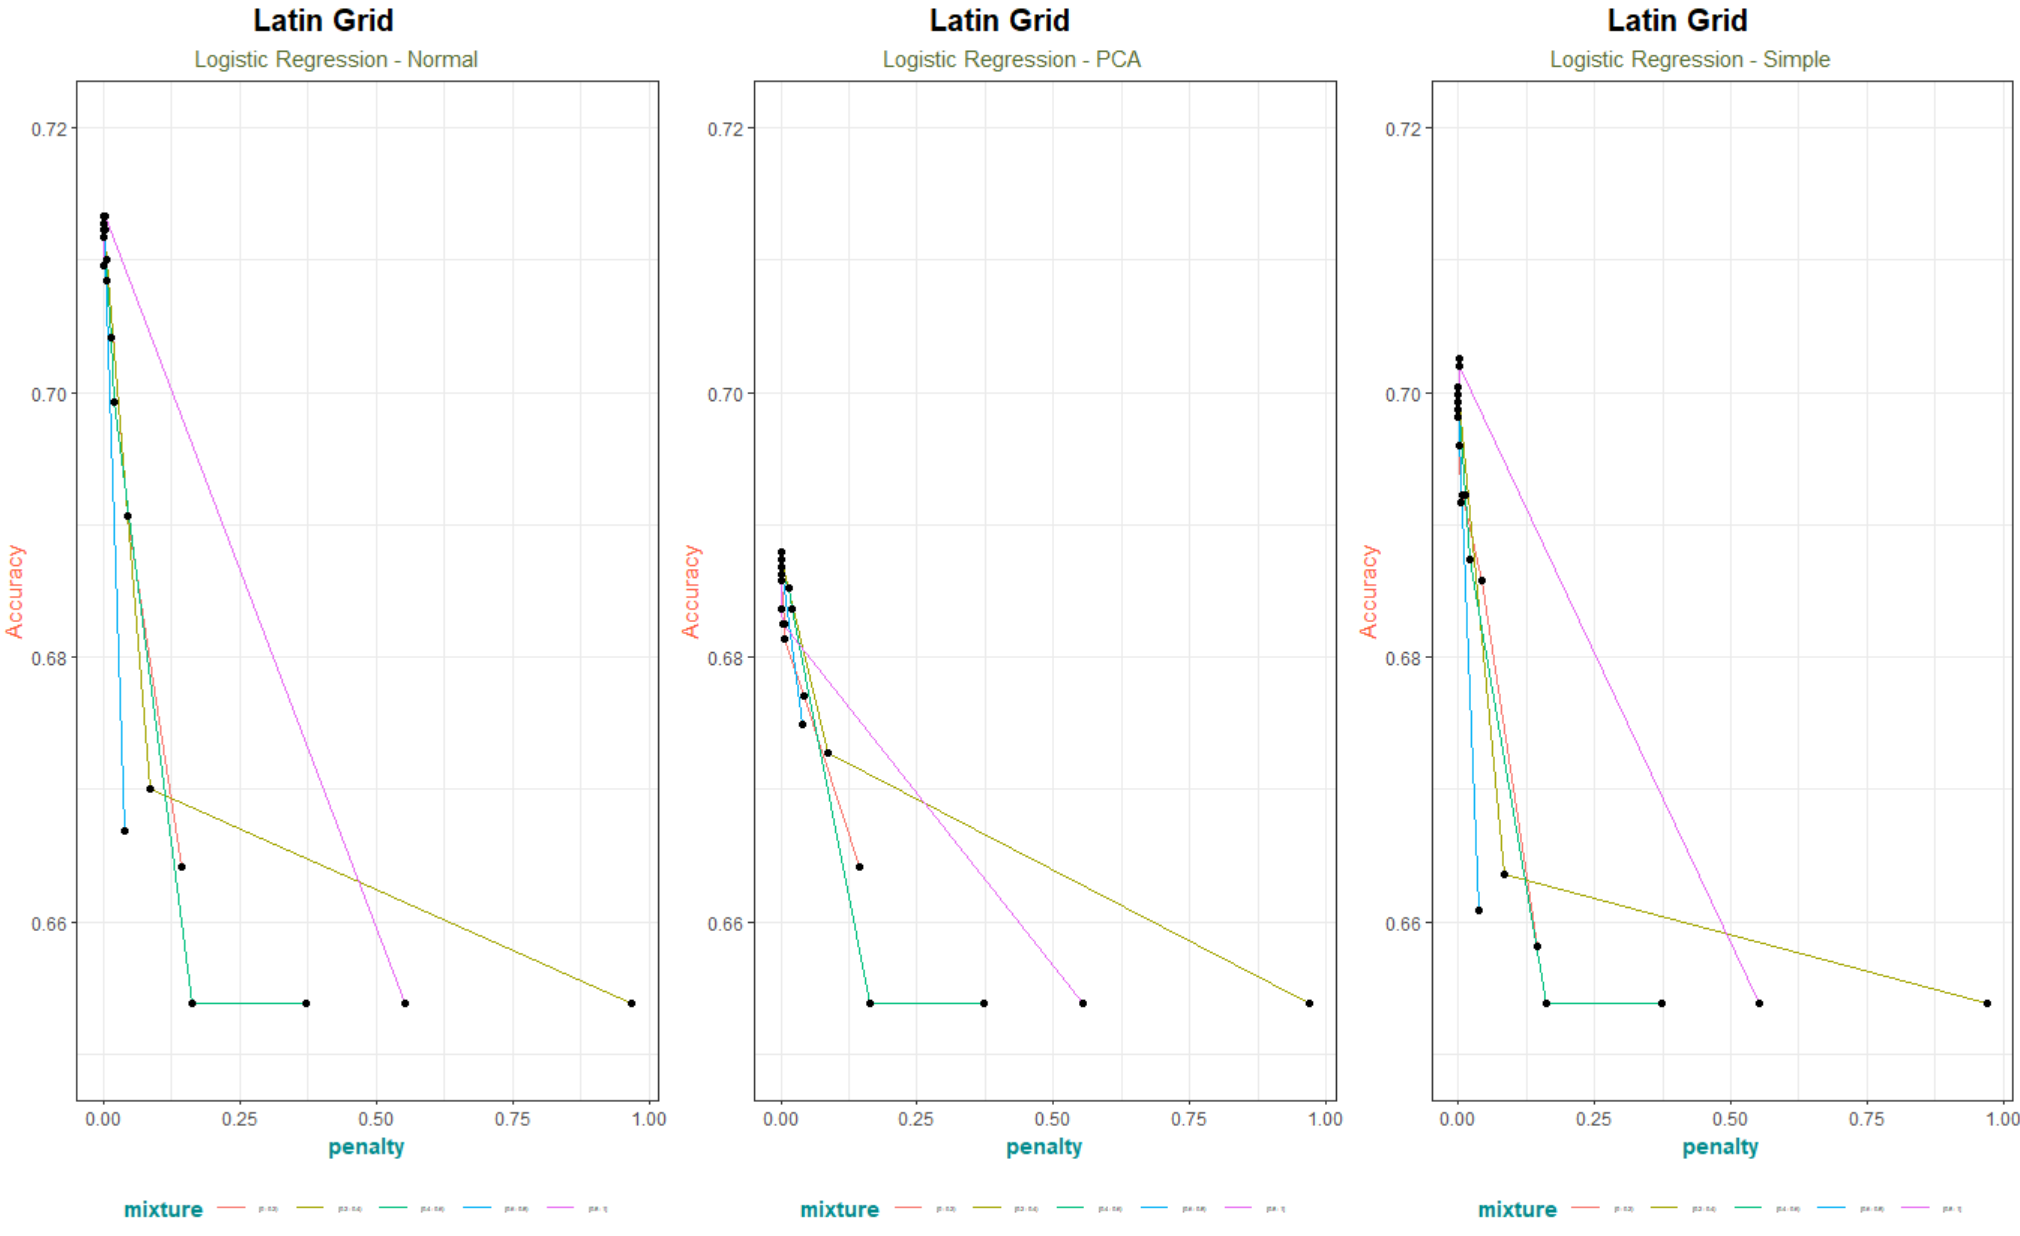 Latin Grid
Logistic Regression - Normal
0.72
0.70
0.68
0.66
Accuracy
0.00 0.25 0.50 0.75 1.00
penalty
mixture
Latin Grid
Logistic Regression - PCA
0.72
0.70
0.68
0.66
Accuracy
0.00 0.25 0.50 0.75 1.00
penalty
mixture
Latin Grid
Logistic Regression - Simple
0.72
0.70
0.68
0.66
Accuracy
0.00 0.25 0.50 0.75 1.00
penalty
mixture